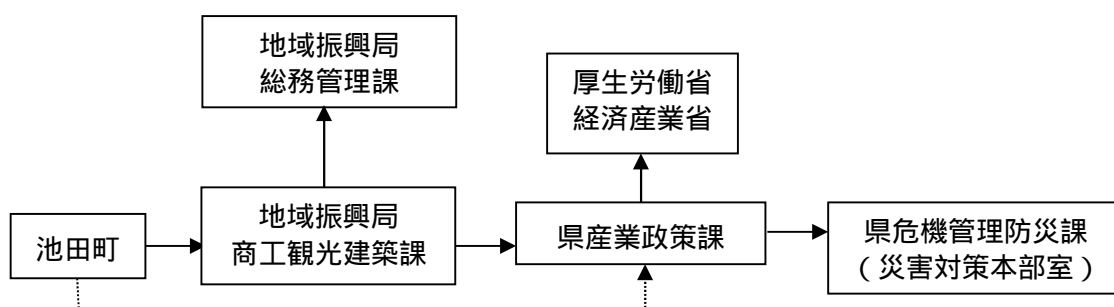 地域振興局
総務管理課
厚生労働省
経済産業省
池田町
地域振興局
商工観光建築課
県産業政策課
県危機管理防災課
（災害対策本部室）